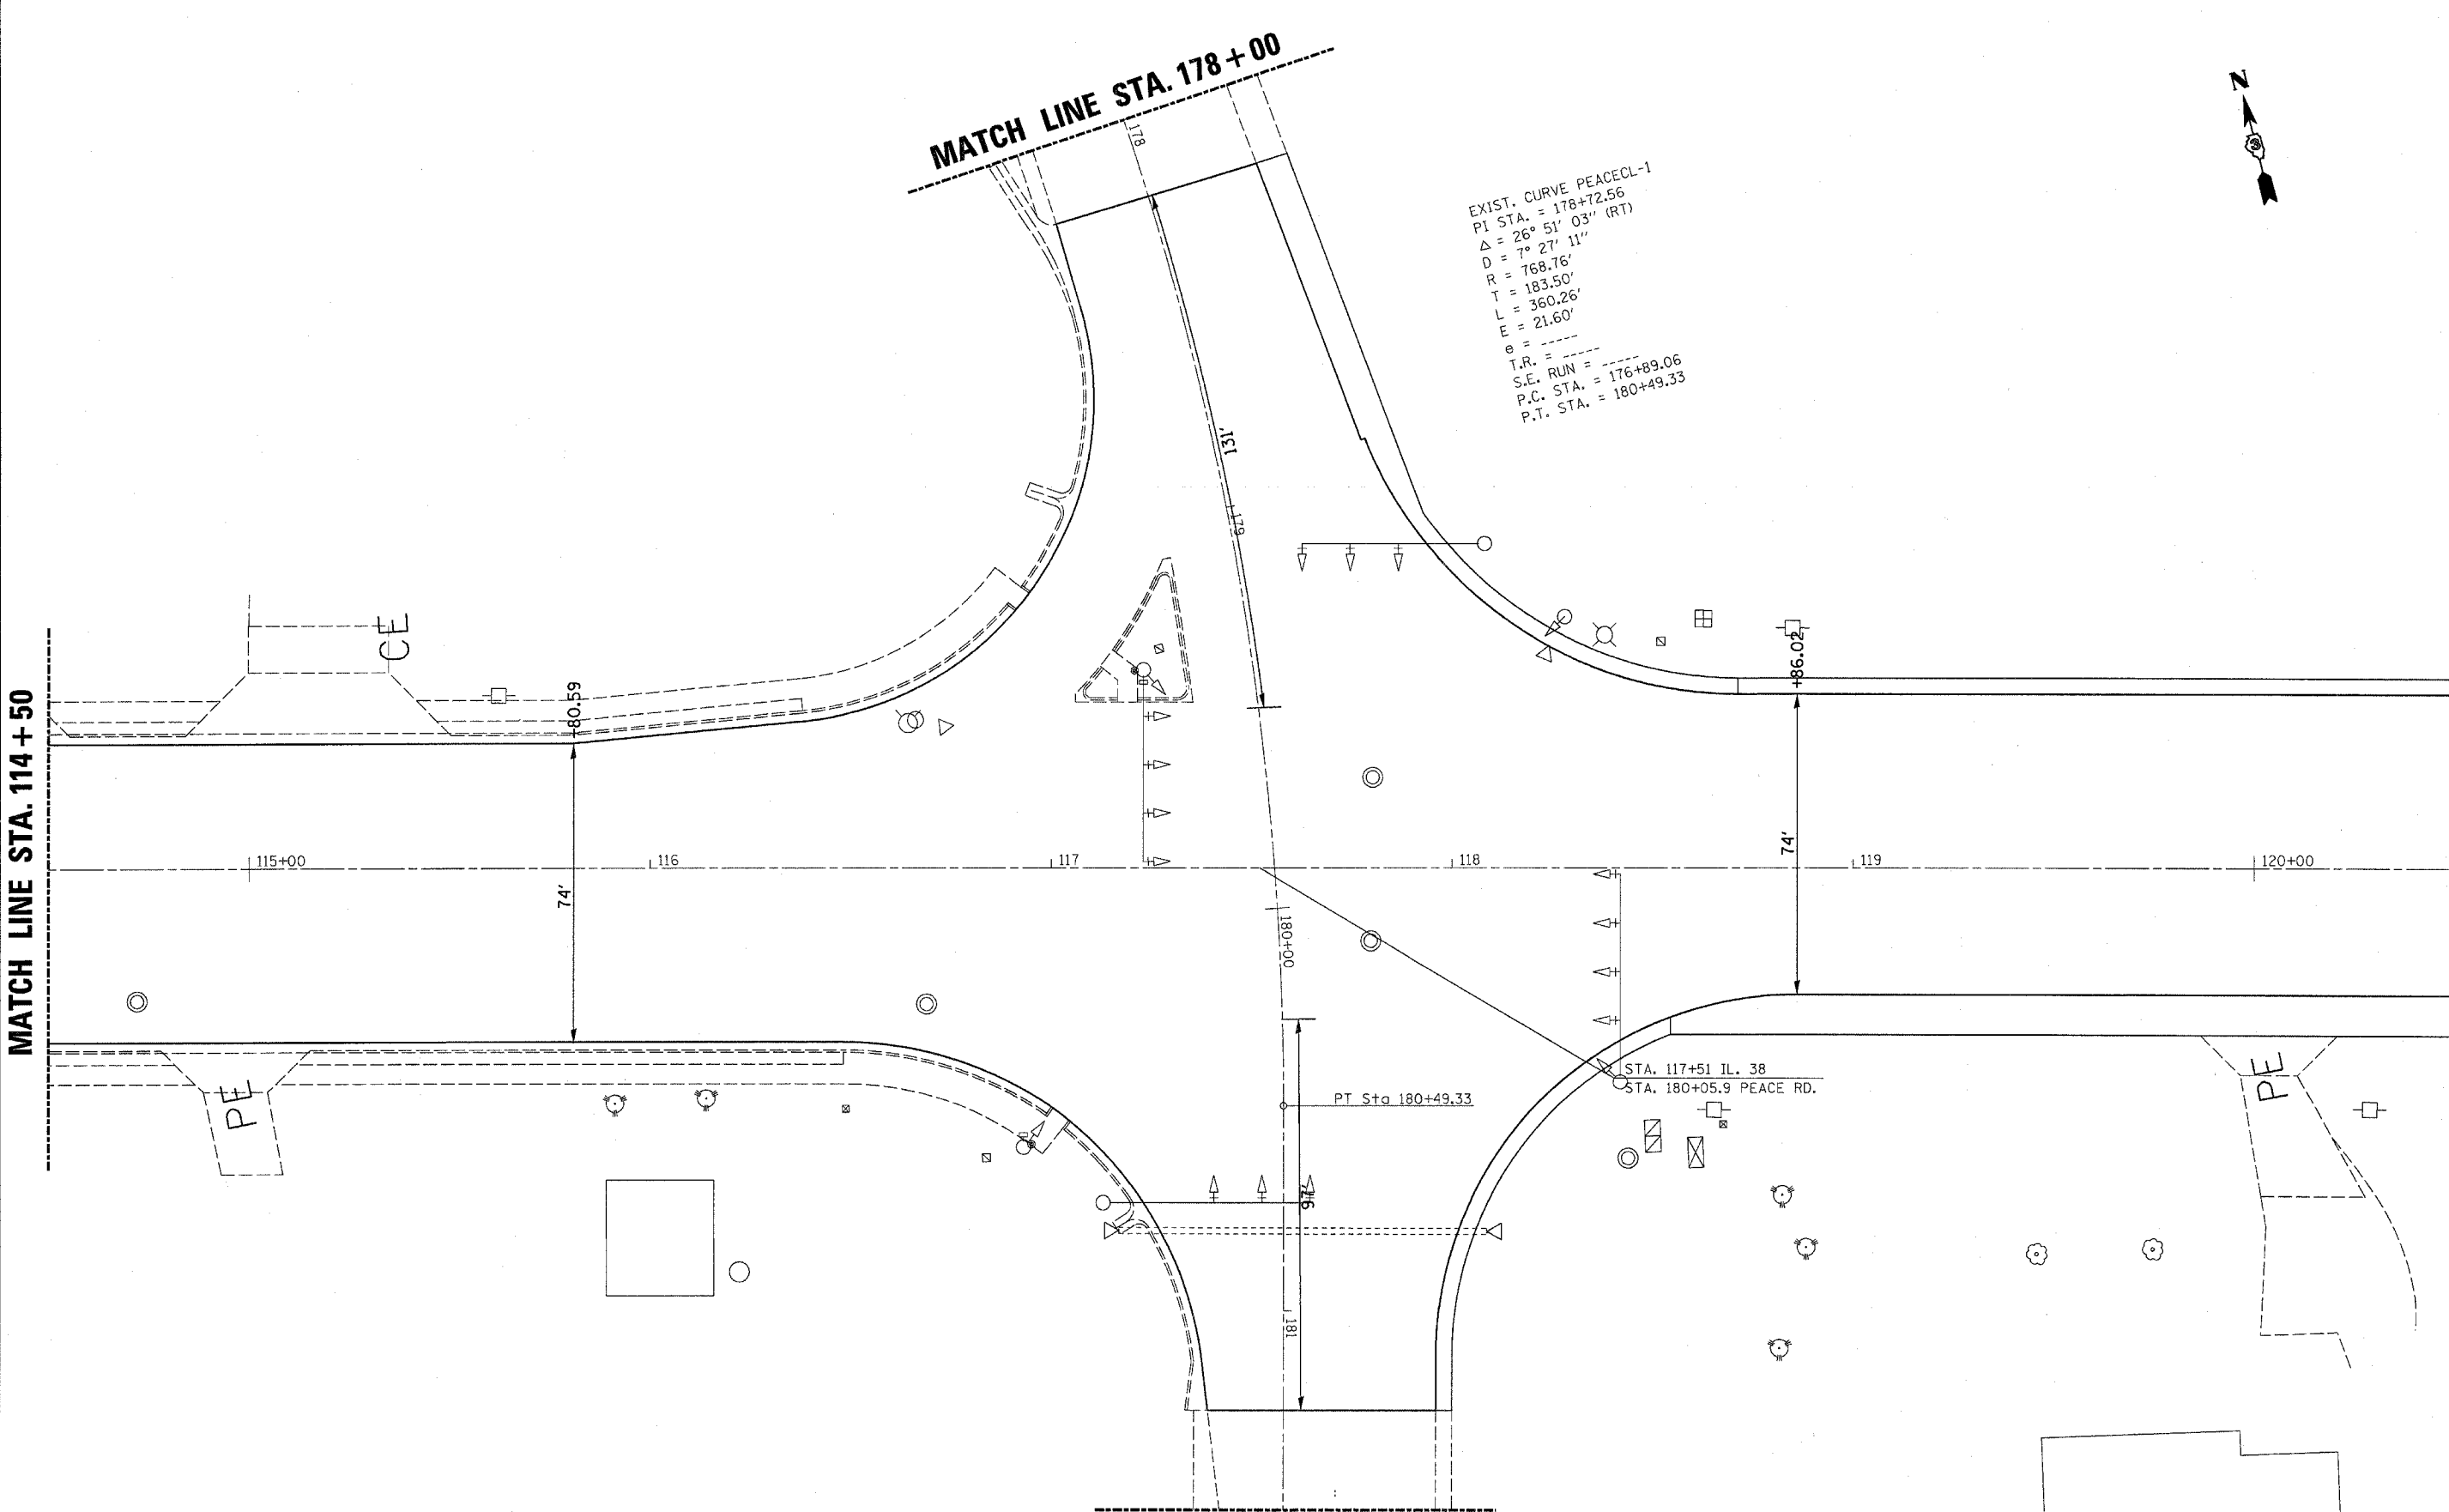 MATCH LINE STA. 178+00
N
3
178
EXIST. CURVE PEACECL-1
PI STA. = 178+72.56
Δ = 26° 51' 03" (RT)
D = 7° 27' 11"
R = 768.76'
T = 183.50'
L = 360.26'
E = 21.60'
e = -----
T.R. = -----
S.E. RUN = -----
P.C. STA. = 176+89.06
P.T. STA. = 180+49.33
131'
179
CE
+80.59
+86.02
MATCH LINE STA. 114+50
115+00
116
117
118
119
120+00
74'
74'
180+00
STA. 117+51 IL. 38
STA. 180+05.9 PEACE RD.
PT Sta 180+49.33
PE
PE
97'
181